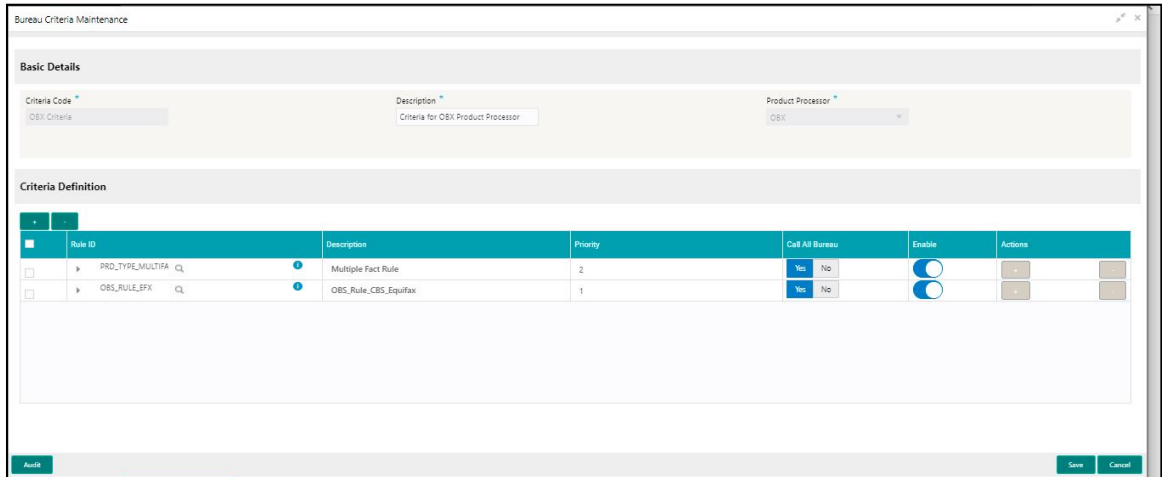 Bureau Criteria Maintenance
Basic Details
Criteria Code * Description * Product Processor *
OBX Criteria Criteria for OBX Product Processor OBX
Criteria Definition
+ -
Rule ID Description Priority Call All Bureau Enable Actions
PRD_TYPE_MULTIFA Multiple Fact Rule 2 Yes No + -
OBS_RULE_EFX OBS_Rule_CBS_Equifax 1 Yes No + -
Audit Save Cancel